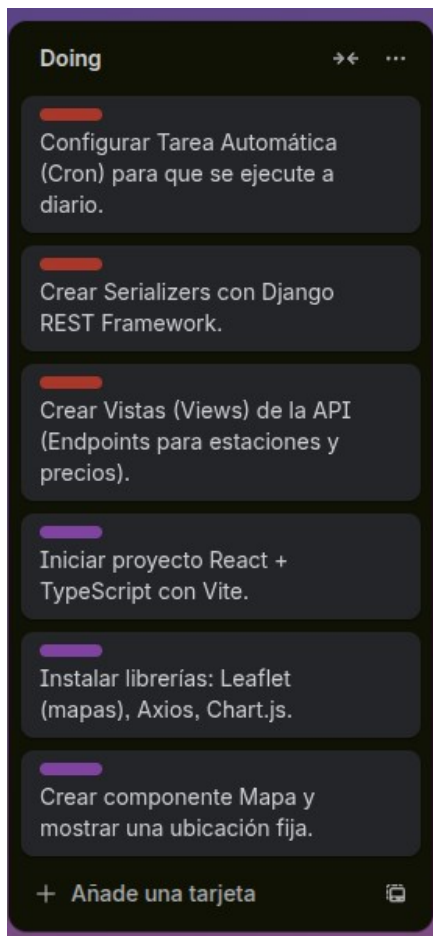 Doing
Configurar Tarea Automática
(Cron) para que se ejecute a
diario.
Crear Serializers con Django
REST Framework.
Crear Vistas (Views) de la API
(Endpoints para estaciones y
precios).
Iniciar proyecto React +
TypeScript con Vite.
Instalar librerías: Leaflet
(mapas), Axios, Chart.js.
Crear componente Mapa y
mostrar una ubicación fija.
+ Añade una tarjeta